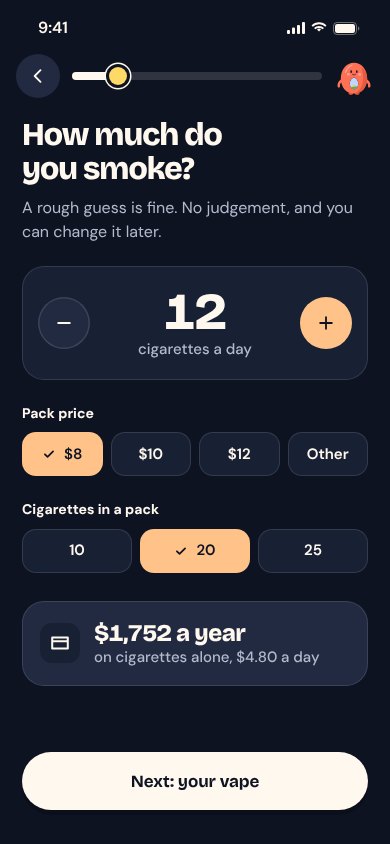 9:41
How much do
you smoke?
A rough guess is fine. No judgement, and you
can change it later.
12
cigarettes a day
Pack price
$8
$10
$12
Other
Cigarettes in a pack
10
20
25
$1,752 a year
on cigarettes alone, $4.80 a day
Next: your vape